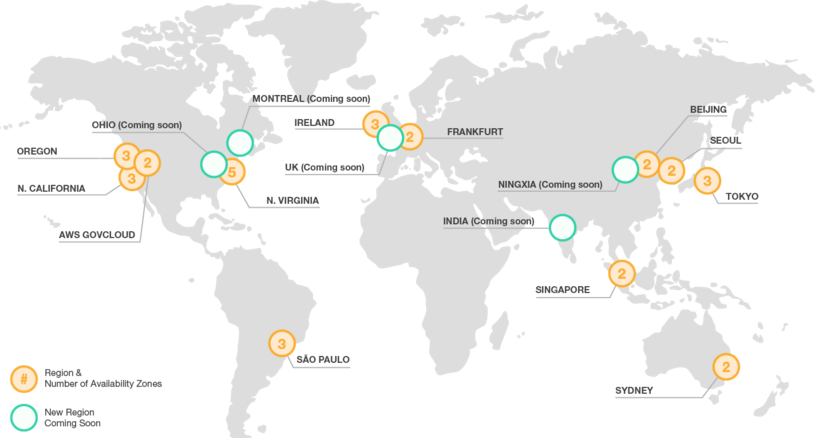 MONTREAL (Coming soon)
OHIO (Coming soon)
IRELAND
3
2
FRANKFURT
BEIJING
SEOUL
OREGON
3
2
3
5
UK (Coming soon)
2
2
3
N. CALIFORNIA
NINGXIA (Coming soon)
TOKYO
N. VIRGINIA
AWS GOVCLOUD
INDIA (Coming soon)
2
SINGAPORE
3
SÃO PAULO
2
SYDNEY
#
Region &
Number of Availability Zones
New Region
Coming Soon